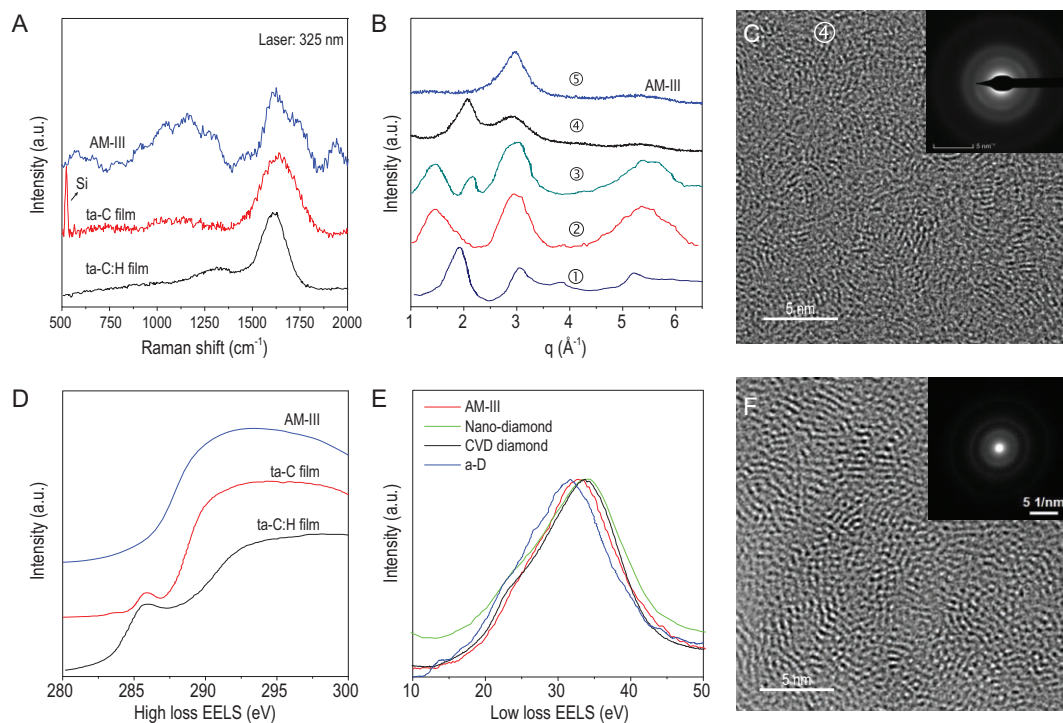 A
Laser: 325 nm
AM-III
Si
ta-C film
ta-C:H film
Intensity (a.u.)
500 750 1000 1250 1500 1750 2000
Raman shift (cm⁻¹)
B
AM-III
⑤
④
③
②
①
Intensity (a.u.)
1 2 3 4 5 6
q (Å⁻¹)
C
④
5 nm⁻¹
5 nm
D
AM-III
ta-C film
ta-C:H film
Intensity (a.u.)
280 285 290 295 300
High loss EELS (eV)
E
AM-III
Nano-diamond
CVD diamond
a-D
Intensity (a.u.)
10 20 30 40 50
Low loss EELS (eV)
F
5 1/nm
5 nm